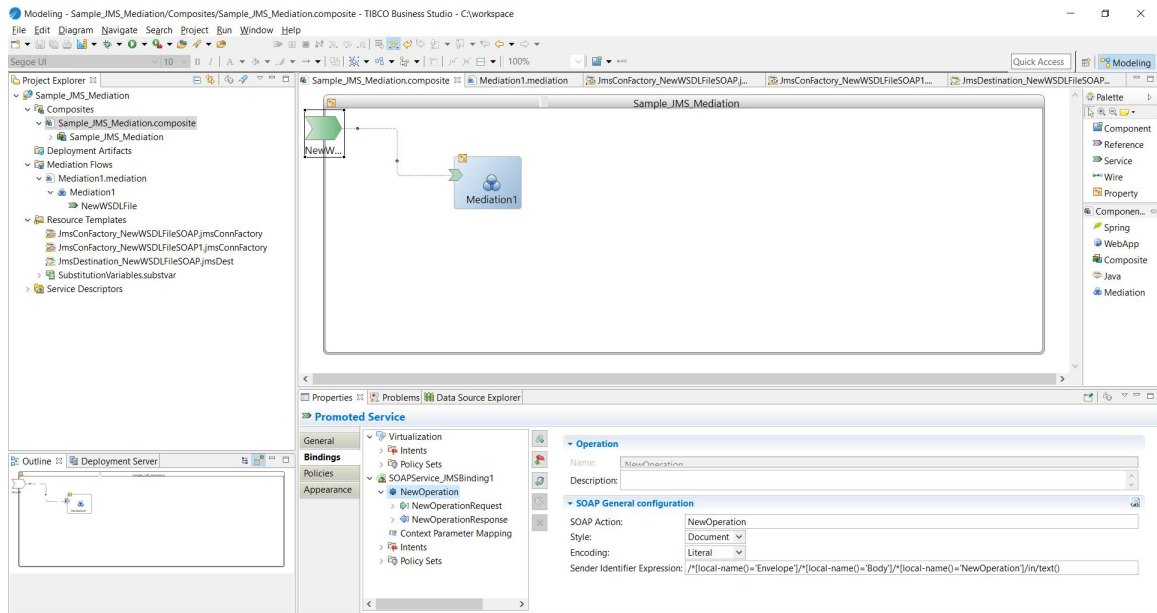 Modeling - Sample_JMS_Mediation/Composites/Sample_JMS_Mediation.composite - TIBCO Business Studio - C:\workspace
File Edit Diagram Navigate Search Project Run Window Help
Segoe UI 10 B I A 100% Quick Access Modeling
Project Explorer
Sample_JMS_Mediation
Composites
Sample_JMS_Mediation.composite
Sample_JMS_Mediation
Deployment Artifacts
Mediation Flows
Mediation1.mediation
Mediation1
NewWSDLFile
Resource Templates
JmsConFactory_NewWSDLFileSOAP.jmsConnFactory
JmsConFactory_NewWSDLFileSOAP1.jmsConnFactory
JmsDestination_NewWSDLFileSOAP.jmsDest
SubstitutionVariables.substvar
Service Descriptors
Sample_JMS_Mediation.composite Mediation1.mediation JmsConFactory_NewWSDLFileSOAP.j... JmsConFactory_NewWSDLFileSOAP1.... JmsDestination_NewWSDLFileSOAP...
Sample_JMS_Mediation
NewW...
Mediation1
Palette
Component
Reference
Service
Wire
Property
Componen...
Spring
WebApp
Composite
Java
Mediation
Outline Deployment Server
Properties Problems Data Source Explorer
Promoted Service
General
Bindings
Policies
Appearance
Virtualization
Intents
Policy Sets
SOAPService_JMSBinding1
NewOperation
NewOperationRequest
NewOperationResponse
Context Parameter Mapping
Intents
Policy Sets
Operation
Name: NewOperation
Description:
SOAP General configuration
SOAP Action: NewOperation
Style: Document
Encoding: Literal
Sender Identifier Expression: /*[local-name()='Envelope']/*[local-name()='Body']/*[local-name()='NewOperation']/in/text()